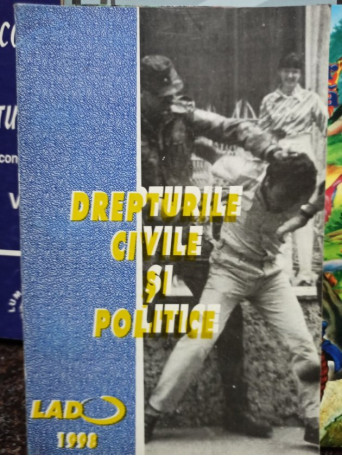 DREPTURILE
CIVILE
ȘI
POLITICE
LADO
1998